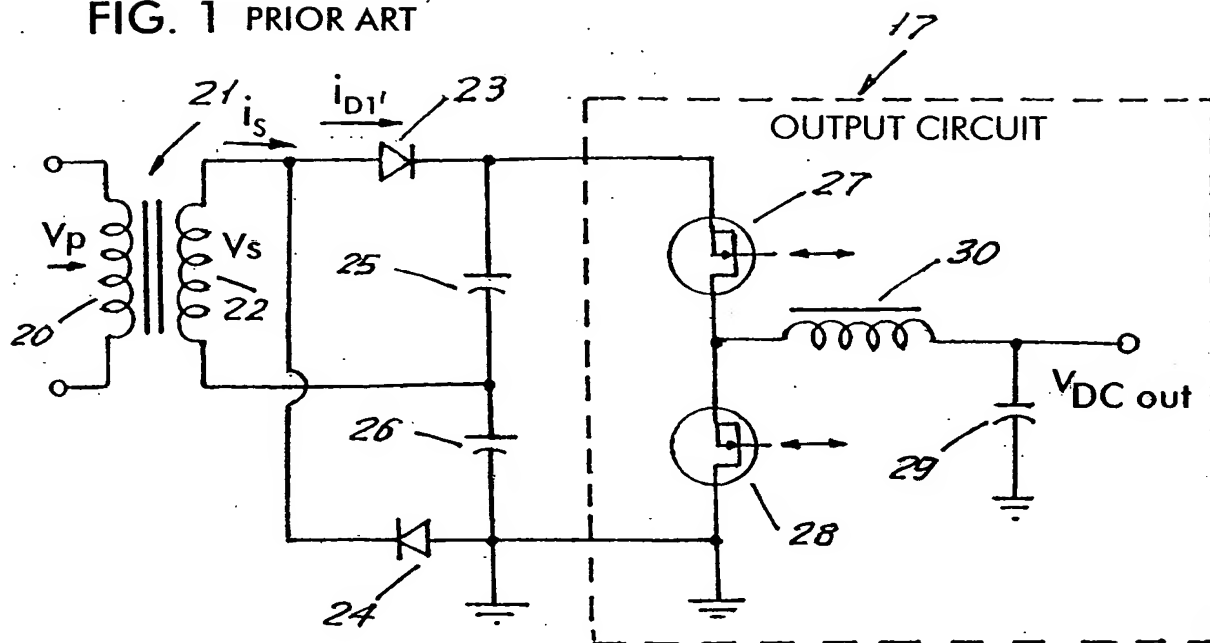 FIG. 1 PRIOR ART
17
21
iS
iD1'
23
OUTPUT CIRCUIT
27
Vp
Vs
22
20
25
30
VDC out
26
29
28
24